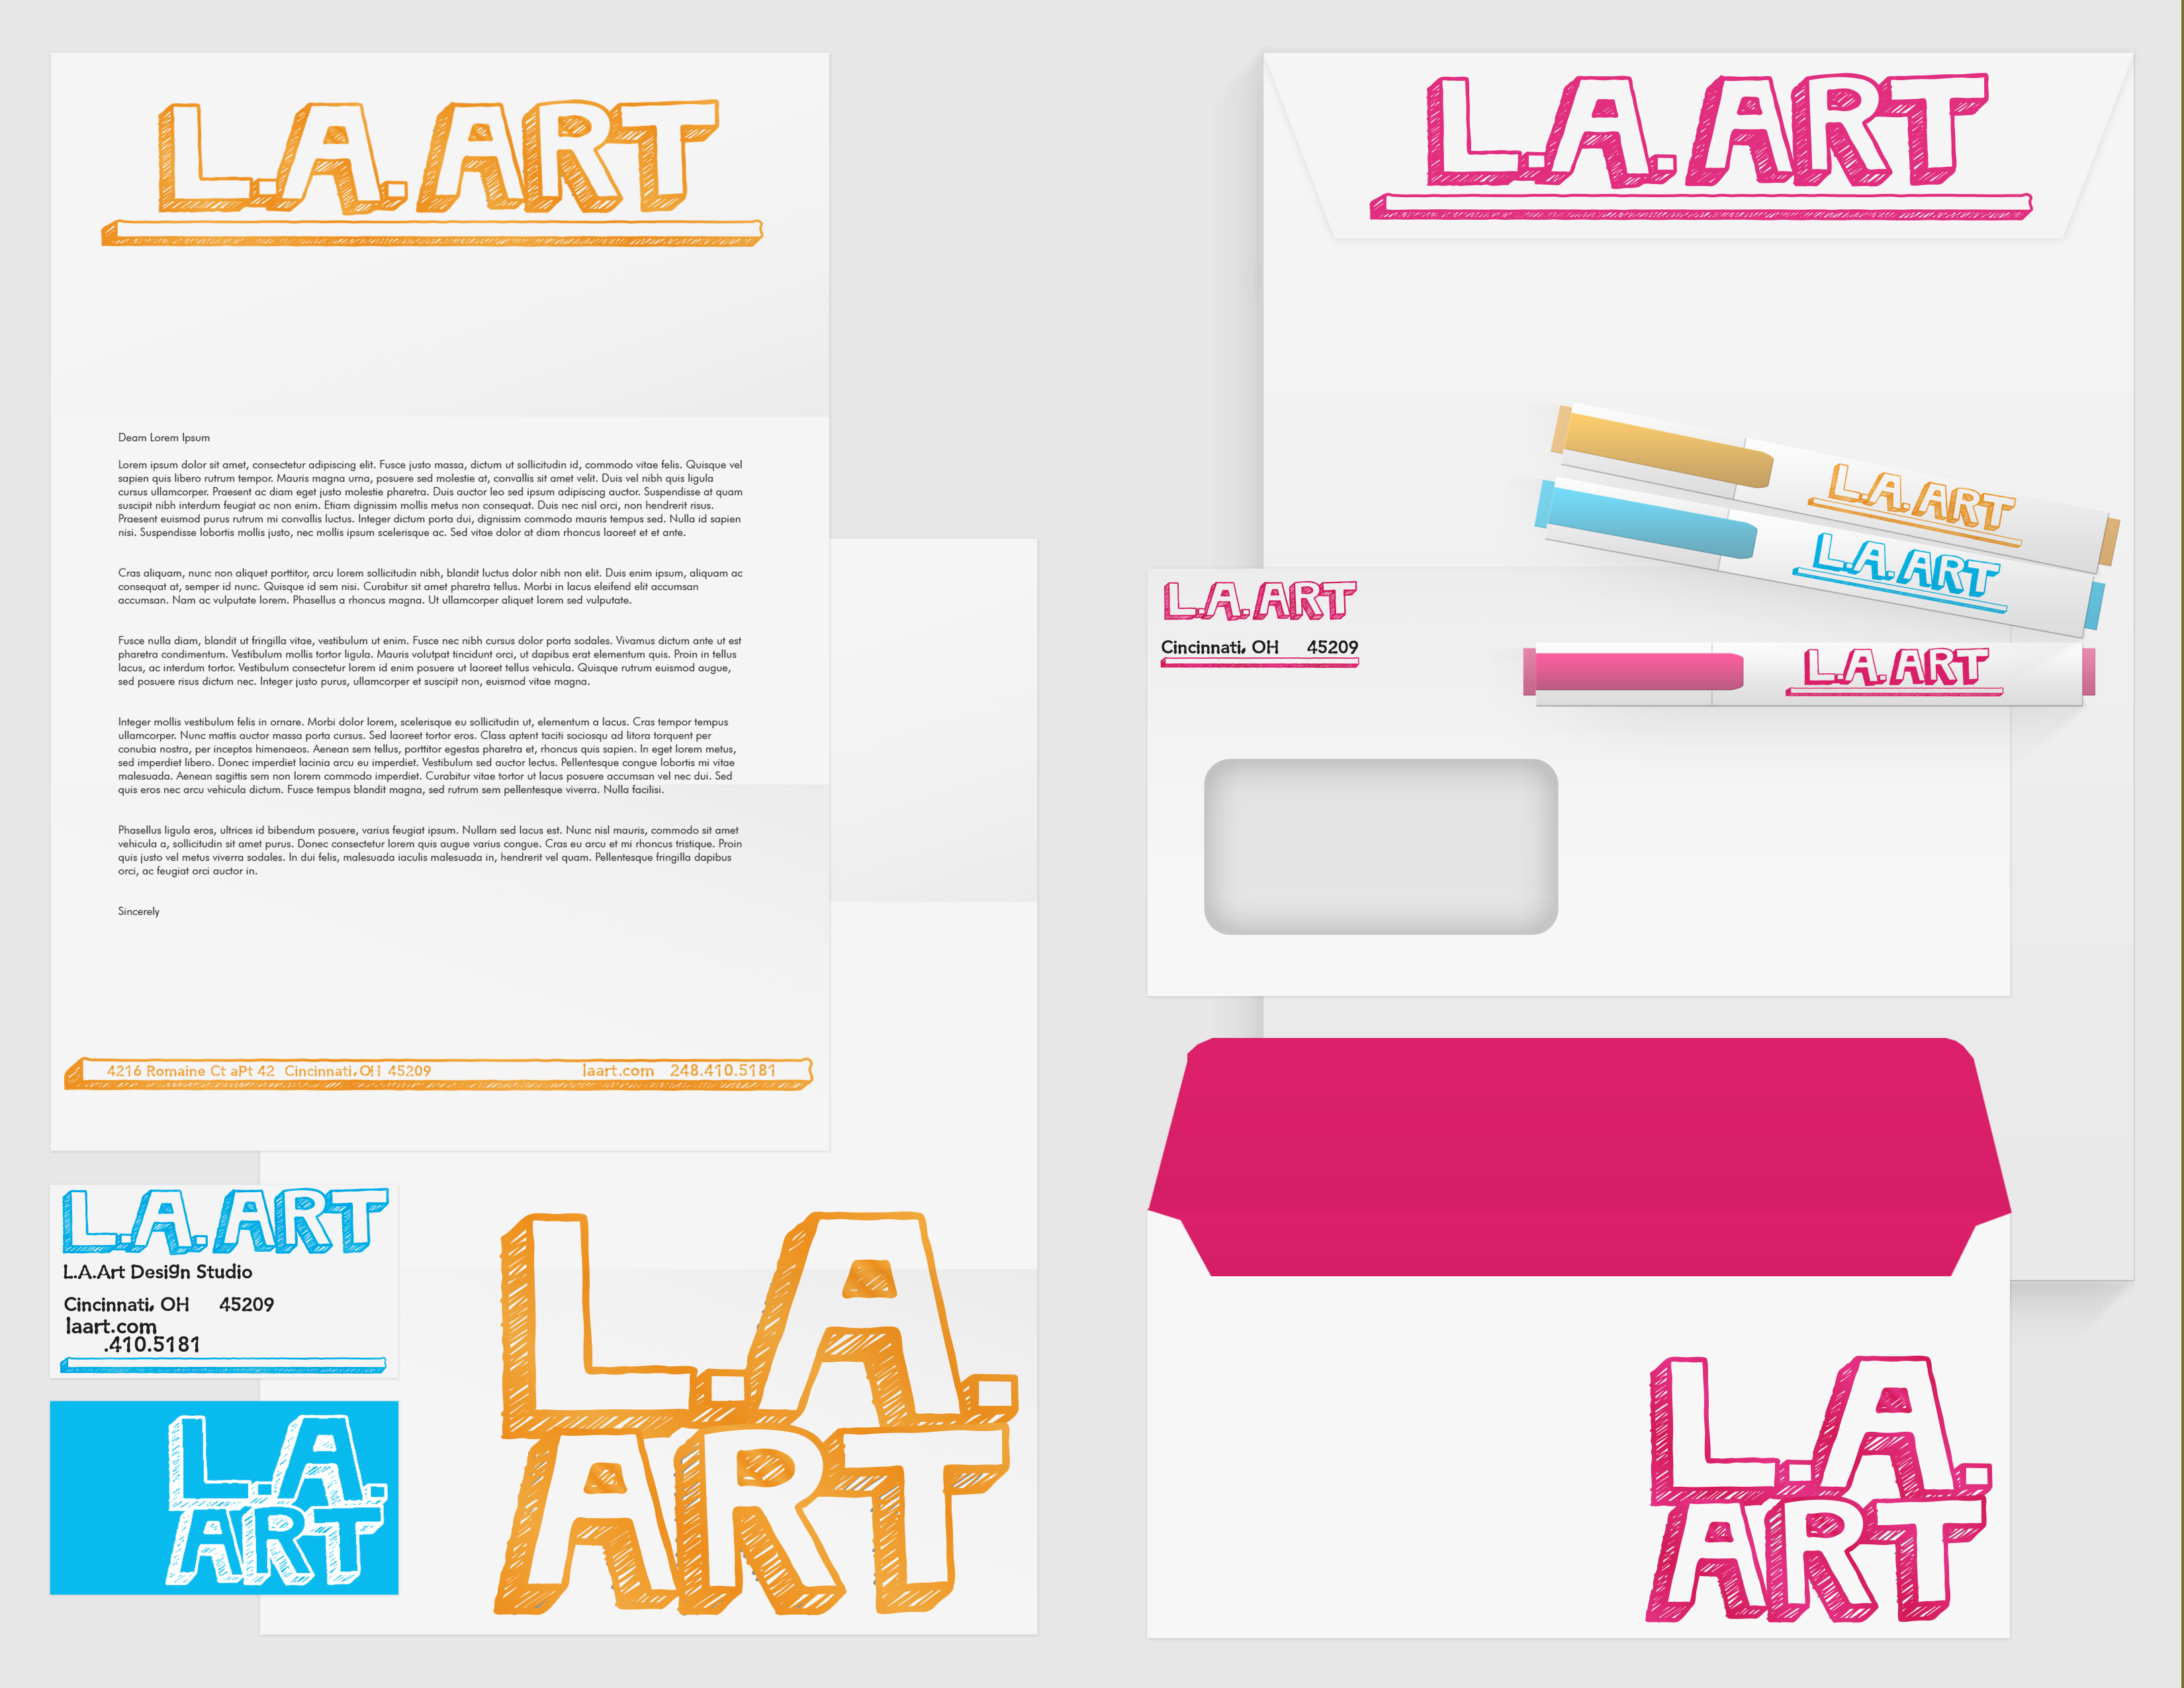 L.A.ART
Deam Lorem Ipsum
Lorem ipsum dolor sit amet, consectetur adipiscing elit. Fusce justo massa, dictum ut sollicitudin id, commodo vitae felis. Quisque vel
sapien quis libero rutrum tempor. Mauris magna urna, posuere sed molestie at, convallis sit amet velit. Duis vel nibh quis ligula
cursus ullamcorper. Praesent ac diam eget justo molestie pharetra. Duis auctor leo sed ipsum adipiscing auctor. Suspendisse at quam
suscipit nibh interdum feugiat ac non enim. Etiam dignissim mollis metus non consequat. Duis nec nisl orci, non hendrerit risus.
Praesent euismod purus rutrum mi convallis luctus. Integer dictum porta dui, dignissim commodo mauris tempus sed. Nulla id sapien
nisi. Suspendisse lobortis mollis justo, nec mollis ipsum scelerisque ac. Sed vitae dolor at diam rhoncus laoreet et et ante.
Cras aliquam, nunc non aliquet porttitor, arcu lorem sollicitudin nibh, blandit luctus dolor nibh non elit. Duis enim ipsum, aliquam ac
consequat at, semper id nunc. Quisque id sem nisi. Curabitur sit amet pharetra tellus. Morbi in lacus eleifend elit accumsan
accumsan. Nam ac vulputate lorem. Phasellus a rhoncus magna. Ut ullamcorper aliquet lorem sed vulputate.
Fusce nulla diam, blandit ut fringilla vitae, vestibulum ut enim. Fusce nec nibh cursus dolor porta sodales. Vivamus dictum ante ut est
pharetra condimentum. Vestibulum mollis tortor ligula. Mauris volutpat tincidunt orci, ut dapibus erat elementum quis. Proin in tellus
lacus, ac interdum tortor. Vestibulum consectetur lorem id enim posuere ut laoreet tellus vehicula. Quisque rutrum euismod augue,
sed posuere risus dictum nec. Integer justo purus, ullamcorper et suscipit non, euismod vitae magna.
Integer mollis vestibulum felis in ornare. Morbi dolor lorem, scelerisque eu sollicitudin ut, elementum a lacus. Cras tempor tempus
ullamcorper. Nunc mattis auctor massa porta cursus. Sed laoreet tortor eros. Class aptent taciti sociosqu ad litora torquent per
conubia nostra, per inceptos himenaeos. Aenean sem tellus, porttitor egestas pharetra et, rhoncus quis sapien. In eget lorem metus,
sed imperdiet libero. Donec imperdiet lacinia arcu eu imperdiet. Vestibulum sed auctor lectus. Pellentesque congue lobortis mi vitae
malesuada. Aenean sagittis sem non lorem commodo imperdiet. Curabitur vitae tortor ut lacus posuere accumsan vel nec dui. Sed
quis eros nec arcu vehicula dictum. Fusce tempus blandit magna, sed rutrum sem pellentesque viverra. Nulla facilisi.
Phasellus ligula eros, ultrices id bibendum posuere, varius feugiat ipsum. Nullam sed lacus est. Nunc nisl mauris, commodo sit amet
vehicula a, sollicitudin sit amet purus. Donec consectetur lorem quis augue varius congue. Cras eu arcu et mi rhoncus tristique. Proin
quis justo vel metus viverra sodales. In dui felis, malesuada iaculis malesuada in, hendrerit vel quam. Pellentesque fringilla dapibus
orci, ac feugiat orci auctor in.
Sincerely
4216 Romaine Ct aPt 42 Cincinnati, OH 45209 laart.com 248.410.5181
L.A.ART
L.A.Art Design Studio
Cincinnati, OH 45209
laart.com
.410.5181
L.A.
ART
L.A.
ART
L.A.ART
L.A.ART
L.A.ART
L.A.ART
Cincinnati, OH 45209
L.A.ART
L.A.
ART